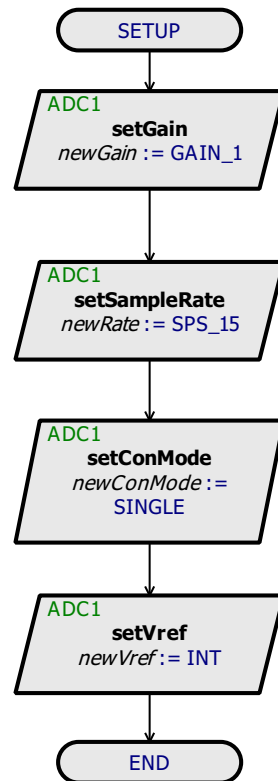 SETUP
ADC1
setGain
newGain := GAIN_1
ADC1
setSampleRate
newRate := SPS_15
ADC1
setConMode
newConMode :=
SINGLE
ADC1
setVref
newVref := INT
END